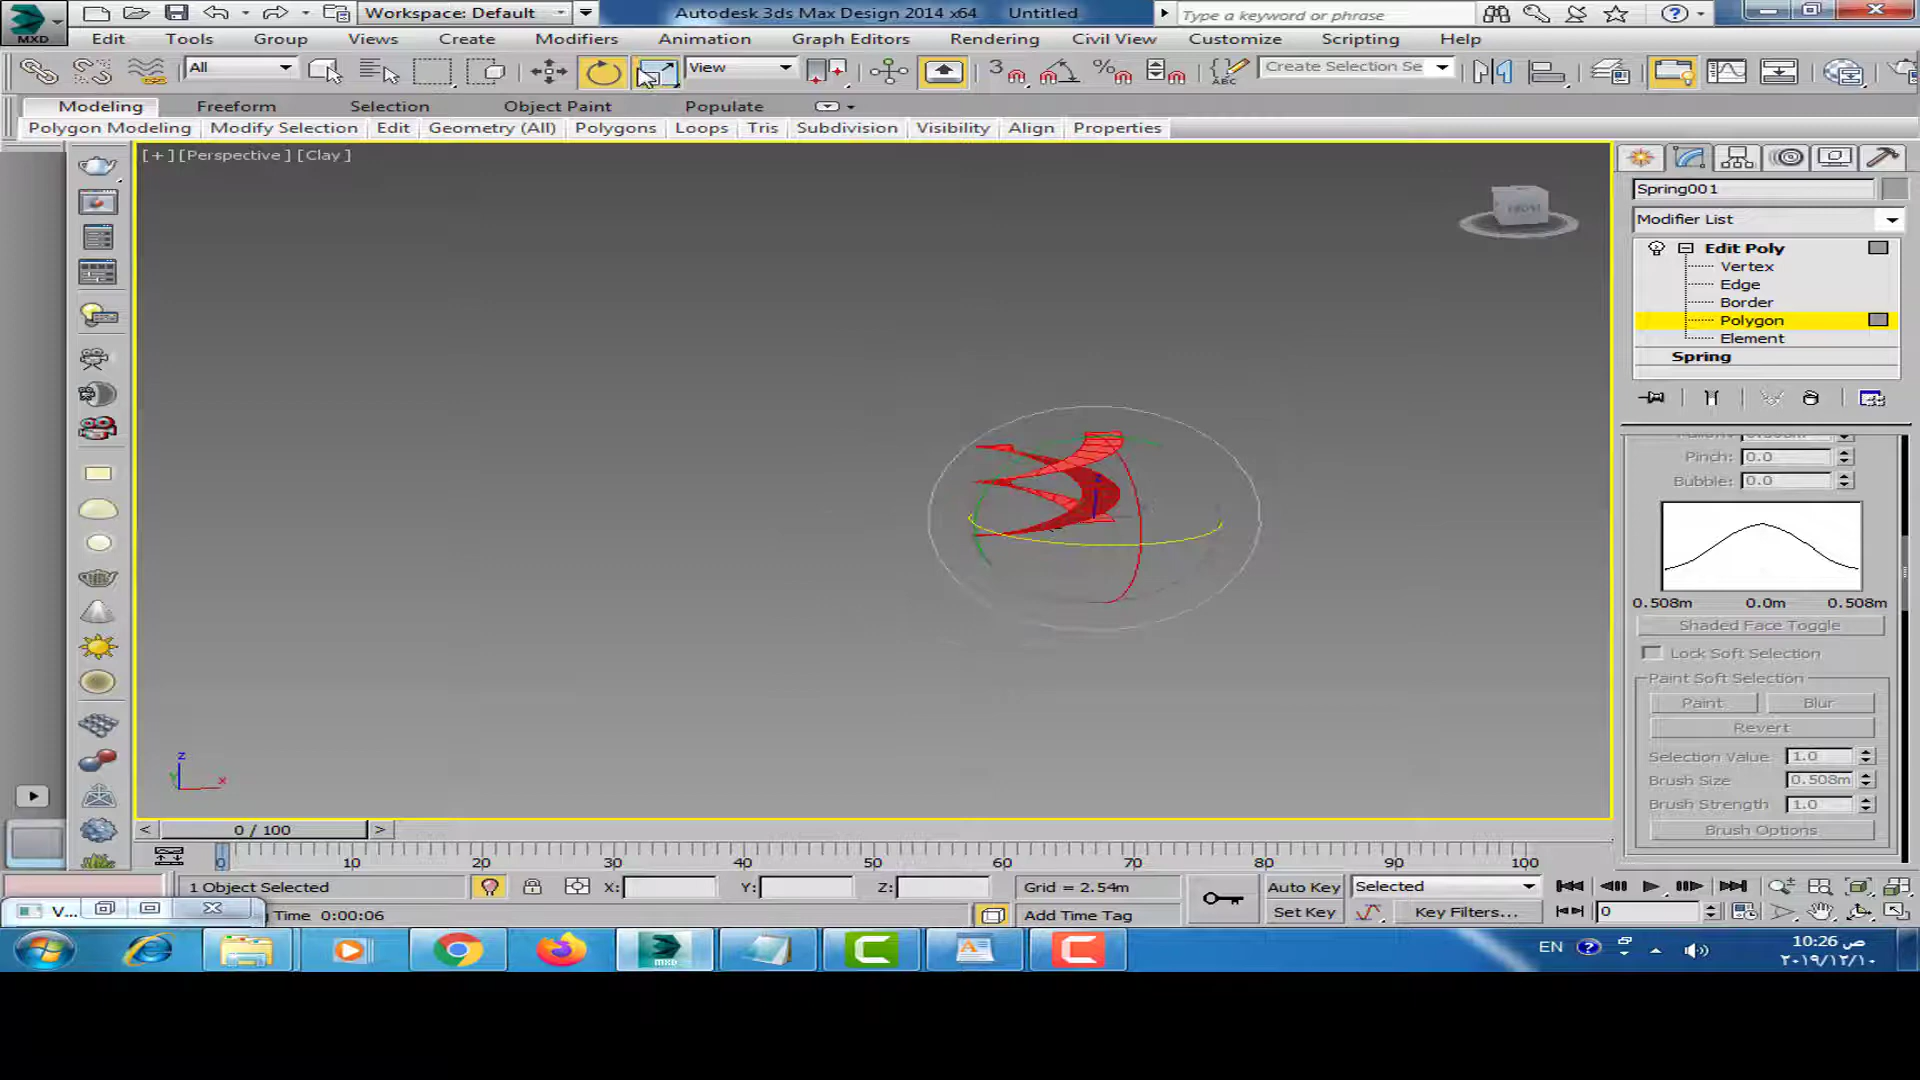 MXD Workspace: Default Autodesk 3ds Max Design 2014 x64 Untitled Type a keyword or phrase
Edit Tools Group Views Create Modifiers Animation Graph Editors Rendering Civil View Customize Scripting Help
All View 3 ABC Create Selection Se
Modeling Freeform Selection Object Paint Populate
Polygon Modeling Modify Selection Edit Geometry (All) Polygons Loops Tris Subdivision Visibility Align Properties
[+][Perspective][Clay]
FRONT
Spring001
Modifier List
Edit Poly
Vertex
Edge
Border
Polygon
Element
Spring
Pinch: 0.0
Bubble: 0.0
0.508m 0.0m 0.508m
Shaded Face Toggle
Lock Soft Selection
Paint Soft Selection
Paint Blur
Revert
Selection Value: 1.0
Brush Size 0.508m
Brush Strength 1.0
Brush Options
z
x
< 0 / 100 >
0 10 20 30 40 50 60 70 80 90 100
1 Object Selected X: Y: Z: Grid = 2.54m Auto Key Selected
V... g Time 0:00:06 Add Time Tag Set Key Key Filters... 0
EN 10:26 ص
٢٠١٩/١٢/١٠